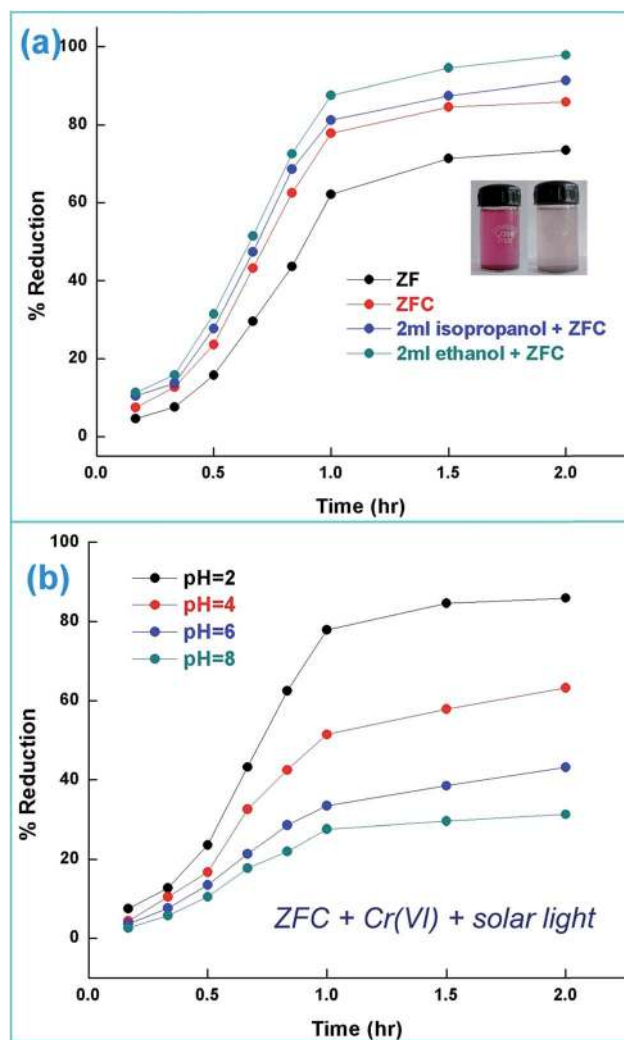 (a)
100
80
60
40
20
0
% Reduction
ZF
ZFC
2ml isopropanol + ZFC
2ml ethanol + ZFC
0.0 0.5 1.0 1.5 2.0
Time (hr)
(b)
100
80
60
40
20
0
% Reduction
pH=2
pH=4
pH=6
pH=8
ZFC + Cr(VI) + solar light
0.0 0.5 1.0 1.5 2.0
Time (hr)